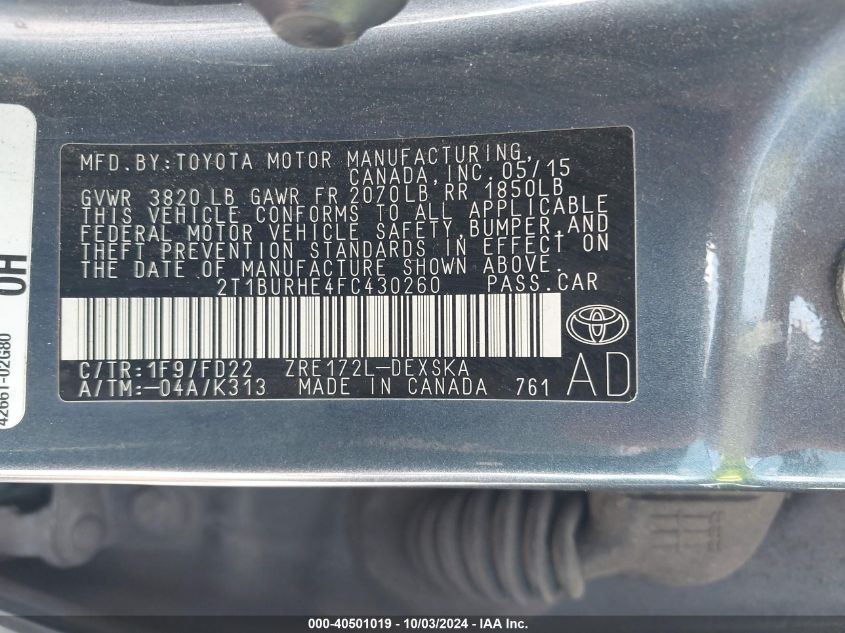 MFD. BY: TOYOTA MOTOR MANUFACTURING,
CANADA, INC. 05/15
GVWR 3820 LB GAWR FR 2070LB, RR 1850LB
THIS VEHICLE CONFORMS TO ALL APPLICABLE
FEDERAL MOTOR VEHICLE SAFETY, BUMPER, AND
THEFT PREVENTION STANDARDS IN EFFECT ON
THE DATE OF MANUFACTURE SHOWN ABOVE.
2T1BURHE4FC430260 PASS. CAR
C/TR: 1F9/FD22 ZRE172L-DEXSKA
A/TM: -04A/K313 MADE IN CANADA 761
AD
OH
42661-02G80
000-40501019 - 10/03/2024 - IAA Inc.